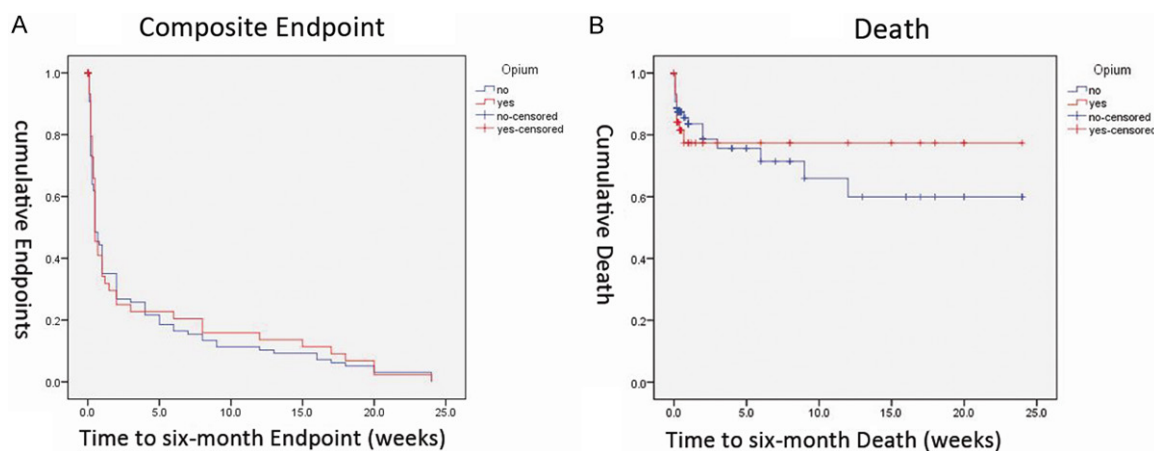 A
Composite Endpoint
cumulative Endpoints
1.0
0.8
0.6
0.4
0.2
0.0
0.0 5.0 10.0 15.0 20.0 25.0
Time to six-month Endpoint (weeks)
Opium
no
yes
no-censored
yes-censored
B
Death
Cumulative Death
1.0
0.8
0.6
0.4
0.2
0.0
0.0 5.0 10.0 15.0 20.0 25.0
Time to six-month Death (weeks)
Opium
no
yes
no-censored
yes-censored